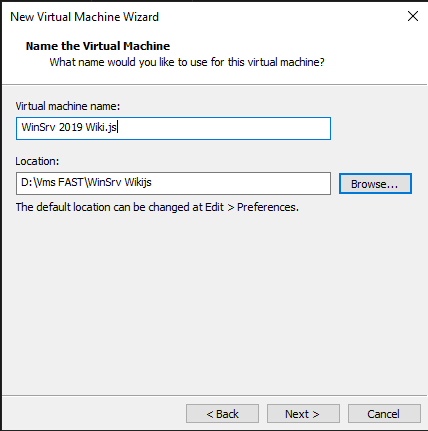 New Virtual Machine Wizard
Name the Virtual Machine
What name would you like to use for this virtual machine?
Virtual machine name:
WinSrv 2019 Wiki.js
Location:
D:\Vms FAST\WinSrv Wikijs
Browse...
The default location can be changed at Edit > Preferences.
< Back
Next >
Cancel